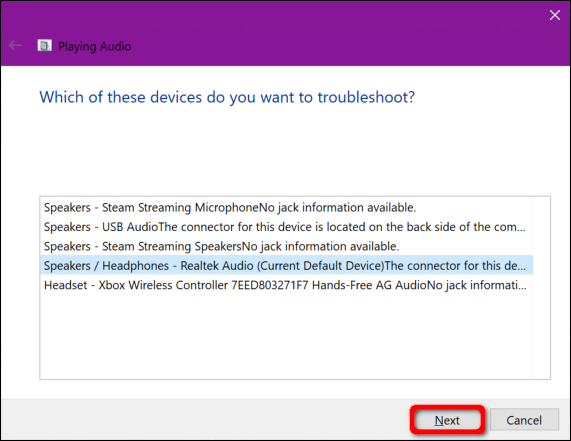 Playing Audio
Which of these devices do you want to troubleshoot?
Speakers - Steam Streaming MicrophoneNo jack information available.
Speakers - USB AudioThe connector for this device is located on the back side of the com...
Speakers - Steam Streaming SpeakersNo jack information available.
Speakers / Headphones - Realtek Audio (Current Default Device)The connector for this de...
Headset - Xbox Wireless Controller 7EED803271F7 Hands-Free AG AudioNo jack informati...
Next Cancel